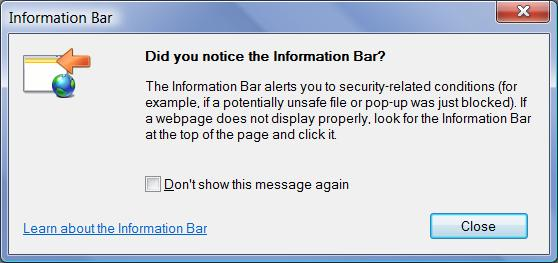 Information Bar
Did you notice the Information Bar?
The Information Bar alerts you to security-related conditions (for
example, if a potentially unsafe file or pop-up was just blocked). If
a webpage does not display properly, look for the Information Bar
at the top of the page and click it.
Don't show this message again
Learn about the Information Bar
Close